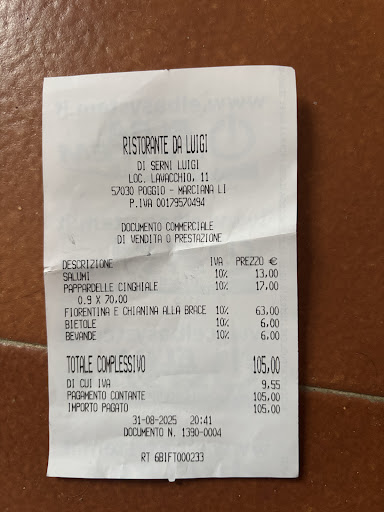 RISTORANTE DA LUIGI
DI SERNI LUIGI
LOC. LAVACCHIO, 11
57030 POGGIO - MARCIANA LI
P.IVA 00179570494
DOCUMENTO COMMERCIALE
DI VENDITA O PRESTAZIONE
DESCRIZIONE IVA PREZZO €
SALUMI 10% 13,00
PAPPARDELLE CINGHIALE 10% 17,00
0.9 X 70,00
FIORENTINA E CHIANINA ALLA BRACE 10% 63,00
BIETOLE 10% 6,00
BEVANDE 10% 6,00
TOTALE COMPLESSIVO 105,00
DI CUI IVA 9,55
PAGAMENTO CONTANTE 105,00
IMPORTO PAGATO 105,00
31-08-2025 20:41
DOCUMENTO N. 1390-0004
RT 6BIFT000233